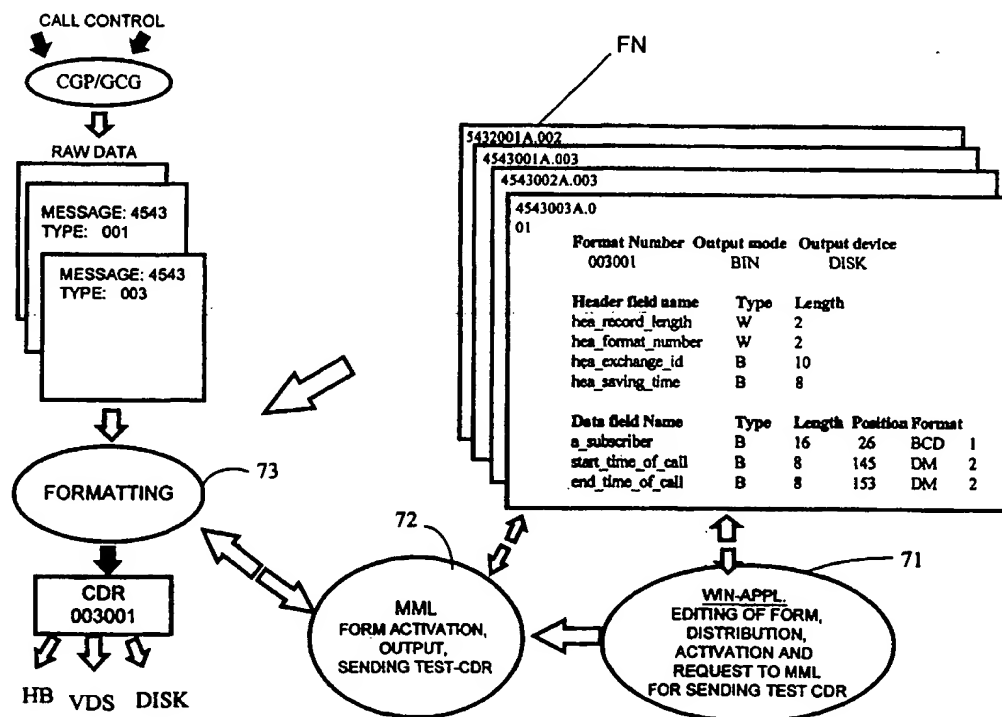 CALL CONTROL
CGP/GCG
RAW DATA
MESSAGE: 4543
TYPE: 001
MESSAGE: 4543
TYPE: 003
73
FORMATTING
CDR
003001
HB VDS DISK
FN
5432001A.002
4543001A.003
4543002A.003
4543003A.0
01
Format Number Output mode Output device
003001 BIN DISK
Header field name Type Length
hea_record_length W 2
hea_format_number W 2
hea_exchange_id B 10
hea_saving_time B 8
Data field Name Type Length Position Format
a_subscriber B 16 26 BCD 1
start_time_of_call B 8 145 DM 2
end_time_of_call B 8 153 DM 2
72
MML
FORM ACTIVATION,
OUTPUT,
SENDING TEST-CDR
71
WIN-APPL.
EDITING OF FORM,
DISTRIBUTION,
ACTIVATION AND
REQUEST TO MML
FOR SENDING TEST CDR